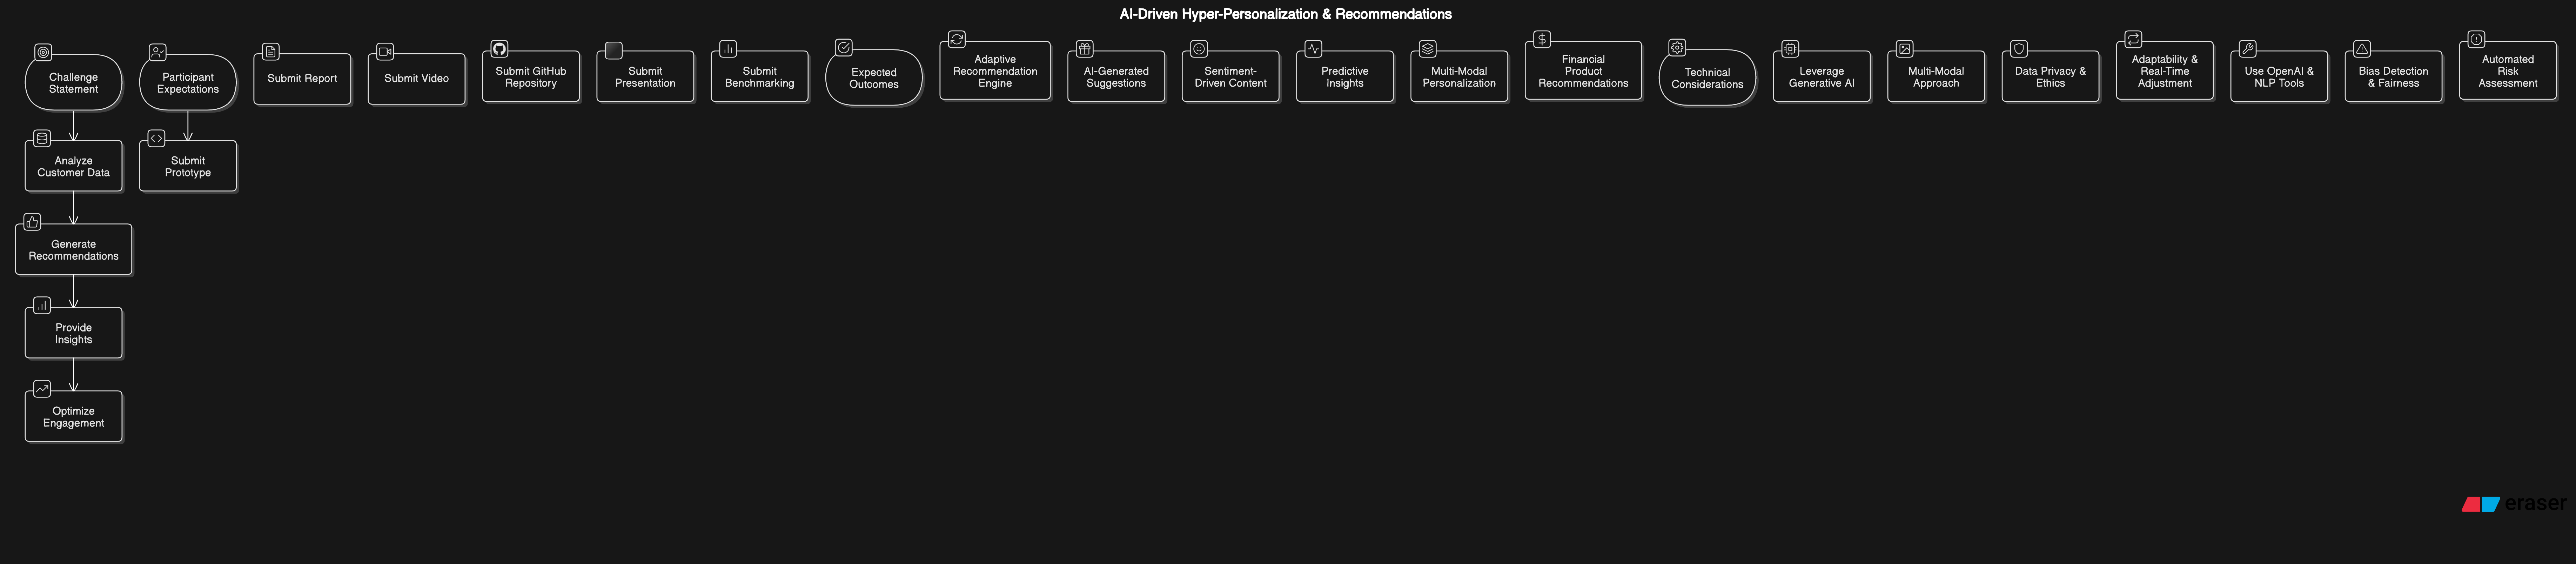 AI-Driven Hyper-Personalization & Recommendations
Challenge
Statement
Participant
Expectations
Submit Report
Submit Video
Submit GitHub
Repository
Submit
Presentation
Submit
Benchmarking
Expected
Outcomes
Adaptive
Recommendation
Engine
AI-Generated
Suggestions
Sentiment-
Driven Content
Predictive
Insights
Multi-Modal
Personalization
Financial
Product
Recommendations
Technical
Considerations
Leverage
Generative AI
Multi-Modal
Approach
Data Privacy &
Ethics
Adaptability &
Real-Time
Adjustment
Use OpenAI &
NLP Tools
Bias Detection
& Fairness
Automated
Risk
Assessment
Analyze
Customer Data
Submit
Prototype
Generate
Recommendations
Provide
Insights
Optimize
Engagement
eraser